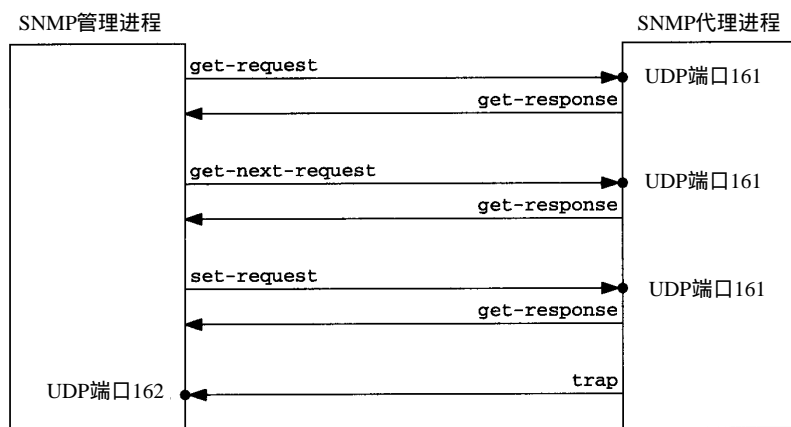 SNMP管理进程
SNMP代理进程
get-request
UDP端口161
get-response
get-next-request
UDP端口161
get-response
set-request
UDP端口161
get-response
trap
UDP端口162